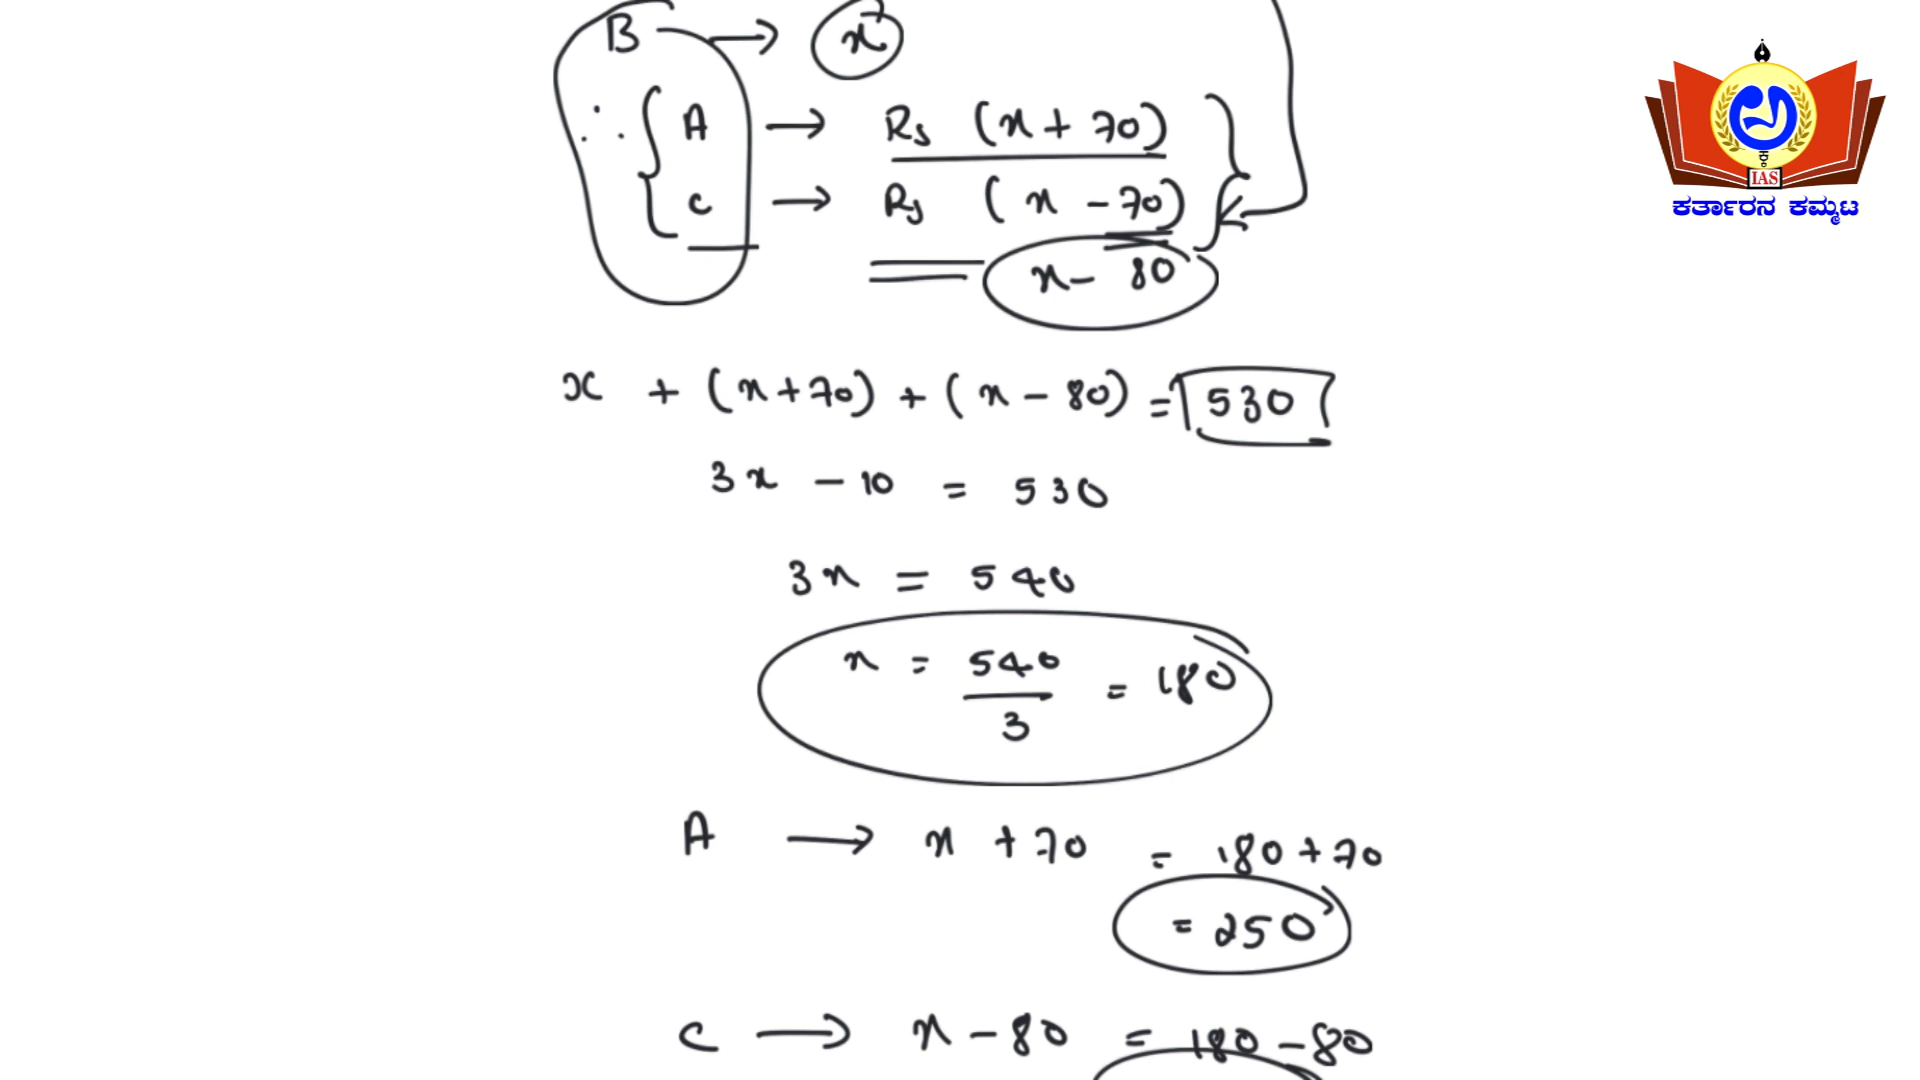 B → x
∴ A → Rs (x + 70)
C → Rs (x - 70)
x - 80
x + (x + 70) + (x - 80) = 530
3x - 10 = 530
3x = 540
x = 540/3 = 180
A → x + 70 = 180 + 70
= 250
C → x - 80 = 180 - 80
IAS
ಕರ್ತಾರನ ಕಮ್ಮಟ